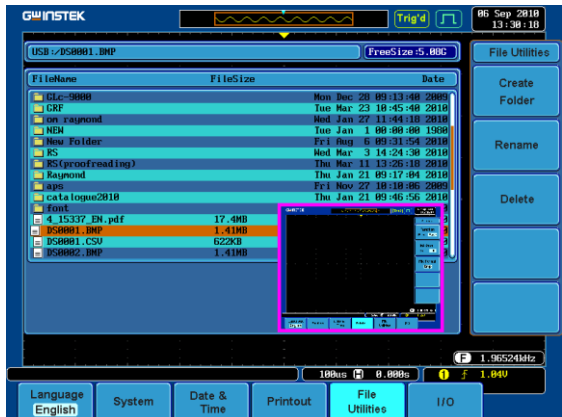 GWINSTEK
Trig'd
06 Sep 2010
13:30:18
USB:/DS0001.BMP
FreeSize:5.08G
File Utilities
FileName FileSize Date
GLc-9000 Mon Dec 28 09:13:40 2009
GRF Tue Mar 23 10:45:40 2010
on raymond Wed Jan 27 11:44:18 2010
NEW Tue Jan 1 00:00:00 1980
New Folder Fri Aug 6 09:31:54 2010
RS Wed Mar 3 14:24:30 2010
RS(proofreading) Thu Mar 11 13:26:18 2010
Raymond Thu Jan 21 09:17:04 2010
aps Fri Nov 27 10:10:06 2009
catalogue2010 Thu Jan 21 09:46:56 2010
font
4_15337_EN.pdf 17.4MB
DS0001.BMP 1.41MB
DS0001.CSV 622KB
DS0002.BMP 1.41MB
Create
Folder
Rename
Delete
F 1.96524kHz
100us H 0.000s
1 f 1.04V
Language
English
System
Date &
Time
Printout
File
Utilities
I/O